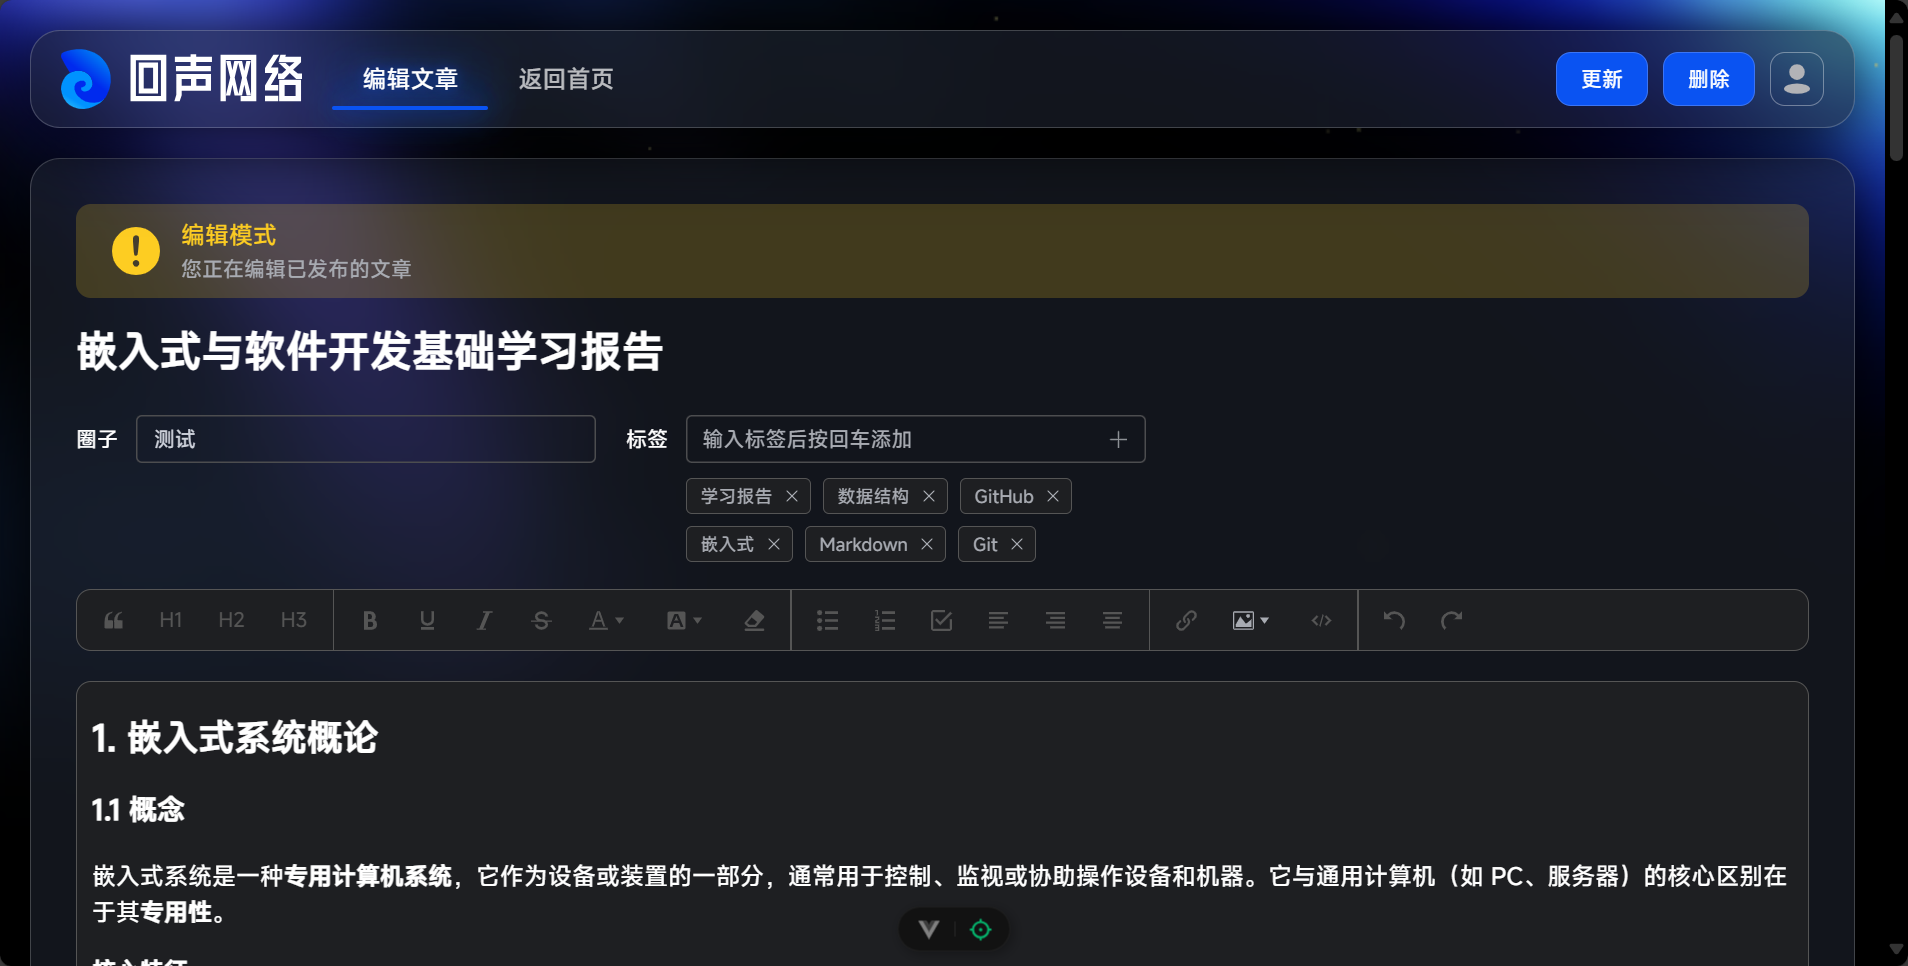 回声网络
编辑文章
返回首页
更新
删除
编辑模式
您正在编辑已发布的文章
嵌入式与软件开发基础学习报告
圈子
测试
标签
输入标签后按回车添加
学习报告
数据结构
GitHub
嵌入式
Markdown
Git
H1 H2 H3 B U I S A A
1. 嵌入式系统概论
1.1 概念
嵌入式系统是一种专用计算机系统，它作为设备或装置的一部分，通常用于控制、监视或协助操作设备和机器。它与通用计算机（如 PC、服务器）的核心区别在
于其专用性。
核心特征